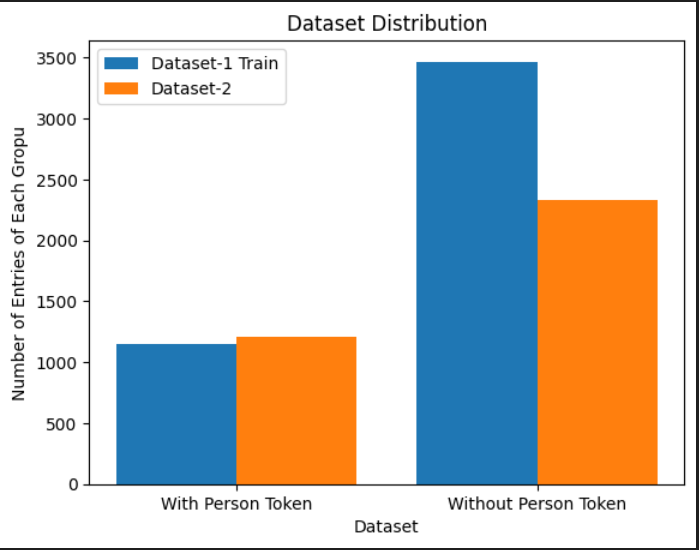 Dataset Distribution
Dataset-1 Train
Dataset-2
3500
3000
2500
2000
1500
1000
500
0
Number of Entries of Each Gropu
With Person Token
Without Person Token
Dataset